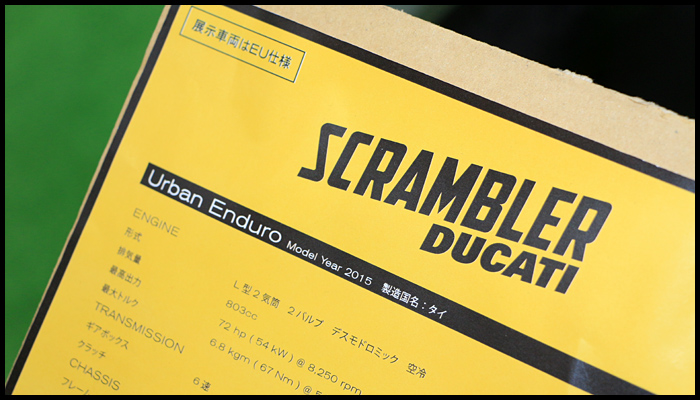 展示車両はEU仕様
SCRAMBLER
DUCATI
Urban Enduro Model Year 2015 製造国名：タイ
ENGINE
形式 L型2気筒 2バルブ デスモドロミック 空冷
排気量 803cc
最高出力 72 hp ( 54 kW ) @ 8,250 rpm
最大トルク 6.8 kgm ( 67 Nm ) @
TRANSMISSION
ギアボックス 6速
クラッチ
CHASSIS
フレーム